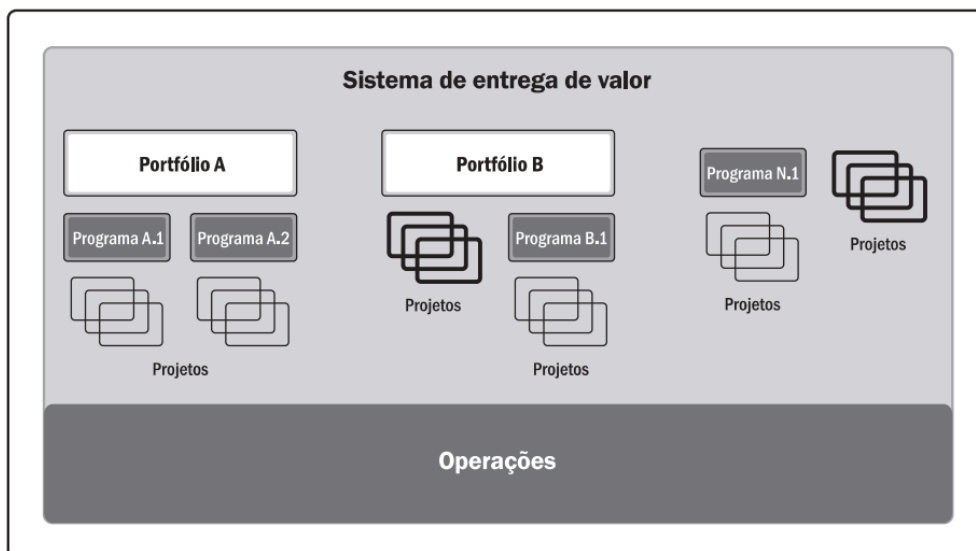 Sistema de entrega de valor
Portfólio A
Portfólio B
Programa N.1
Projetos
Programa A.1
Programa A.2
Programa B.1
Projetos
Projetos
Projetos
Projetos
Operações